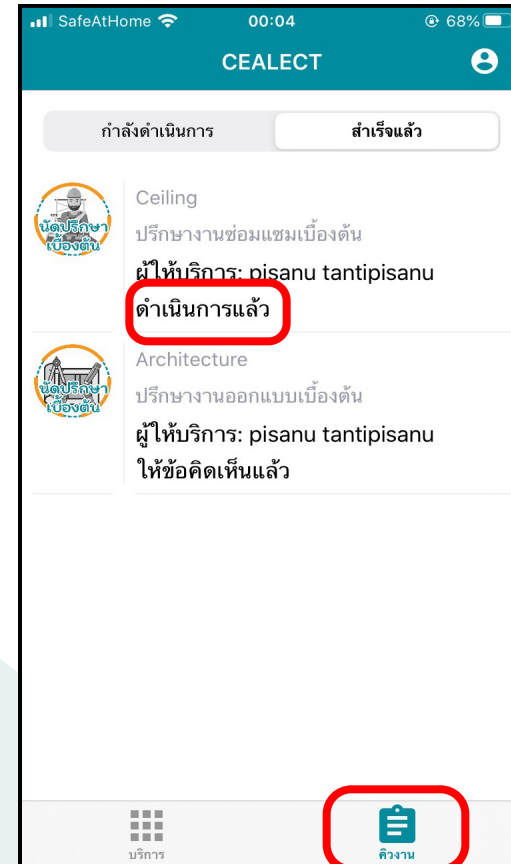 SafeAtHome 00:04 68%
CEALECT
กำลังดำเนินการ สำเร็จแล้ว
นัดปรึกษา
เบื้องต้น
Ceiling
ปรึกษางานซ่อมแซมเบื้องต้น
ผู้ให้บริการ: pisanu tantipisanu
ดำเนินการแล้ว
นัดปรึกษา
เบื้องต้น
Architecture
ปรึกษางานออกแบบเบื้องต้น
ผู้ให้บริการ: pisanu tantipisanu
ให้ข้อคิดเห็นแล้ว
บริการ คิวงาน